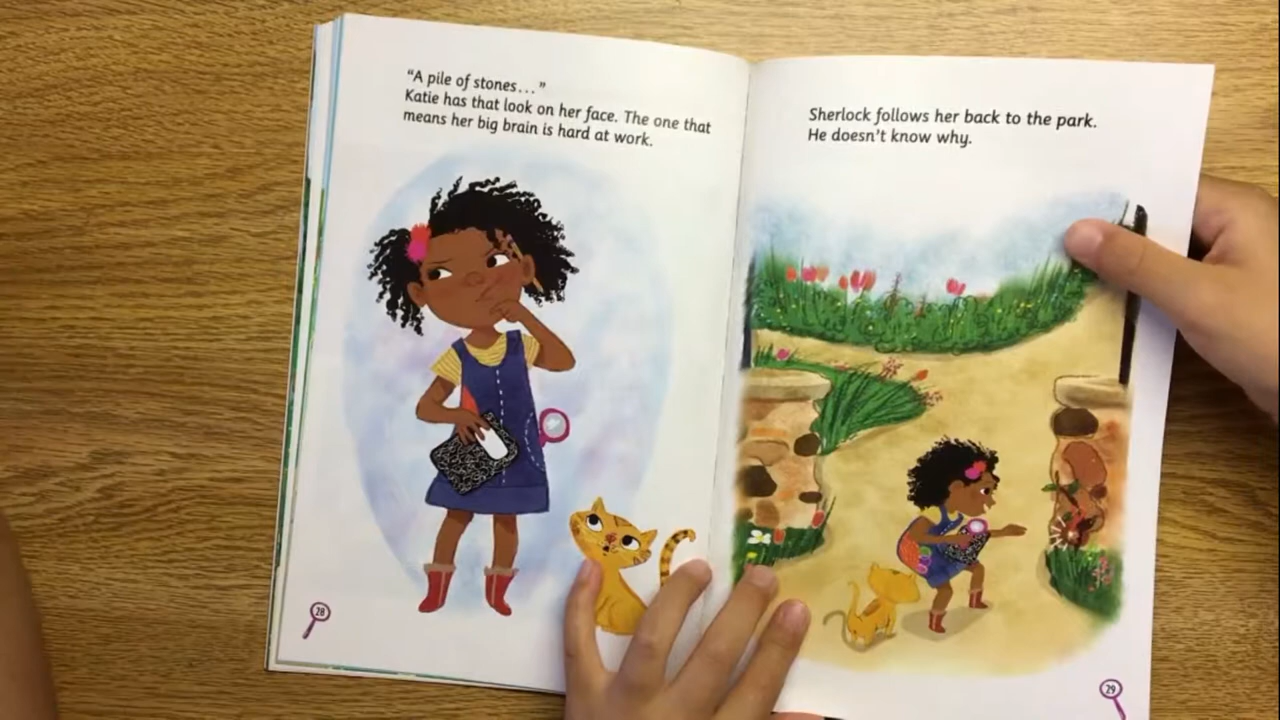 “A pile of stones...”
Katie has that look on her face. The one that
means her big brain is hard at work.
28
Sherlock follows her back to the park.
He doesn’t know why.
29